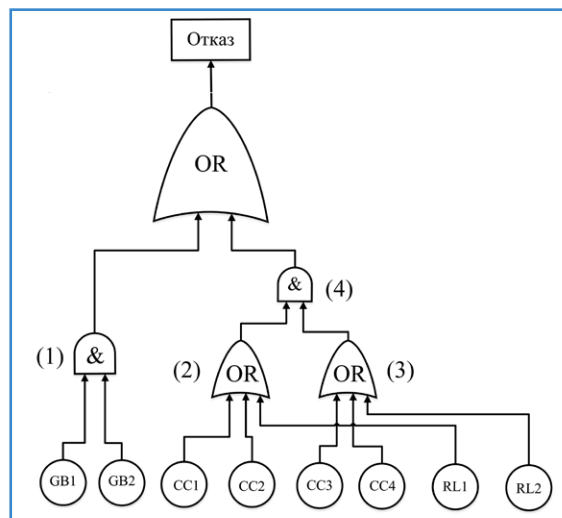 Отказ
OR
&
(4)
(1)
&
(2)
OR
OR
(3)
GB1
GB2
CC1
CC2
CC3
CC4
RL1
RL2